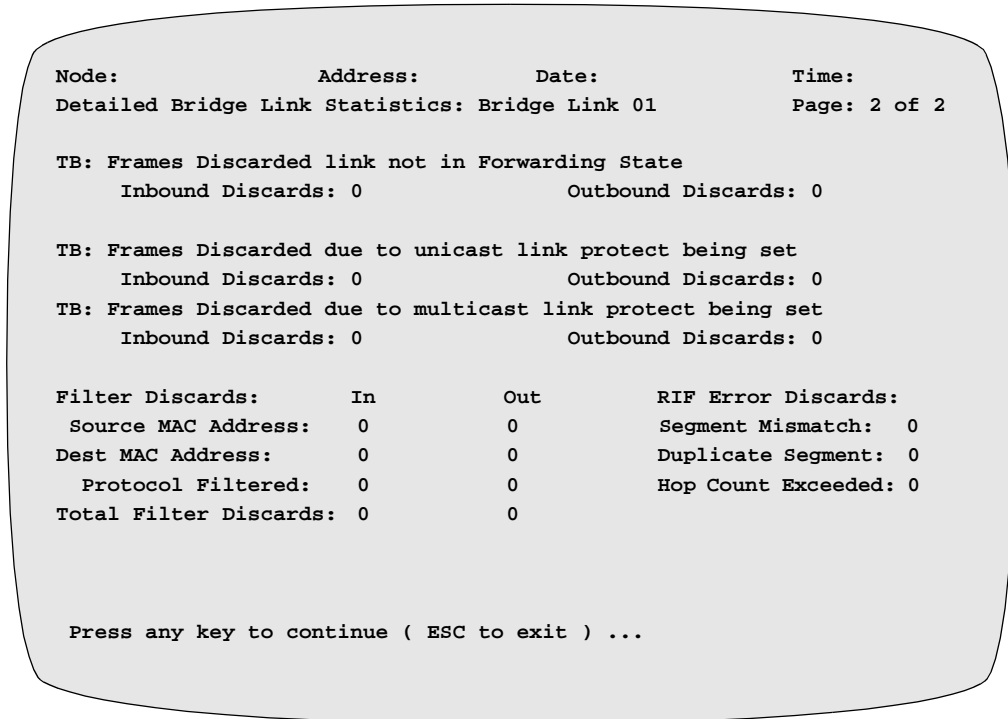 Node: Address: Date: Time:
Detailed Bridge Link Statistics: Bridge Link 01 Page: 2 of 2
TB: Frames Discarded link not in Forwarding State
Inbound Discards: 0 Outbound Discards: 0
TB: Frames Discarded due to unicast link protect being set
Inbound Discards: 0 Outbound Discards: 0
TB: Frames Discarded due to multicast link protect being set
Inbound Discards: 0 Outbound Discards: 0
Filter Discards: In Out RIF Error Discards:
Source MAC Address: 0 0 Segment Mismatch: 0
Dest MAC Address: 0 0 Duplicate Segment: 0
Protocol Filtered: 0 0 Hop Count Exceeded: 0
Total Filter Discards: 0 0
Press any key to continue ( ESC to exit ) ...